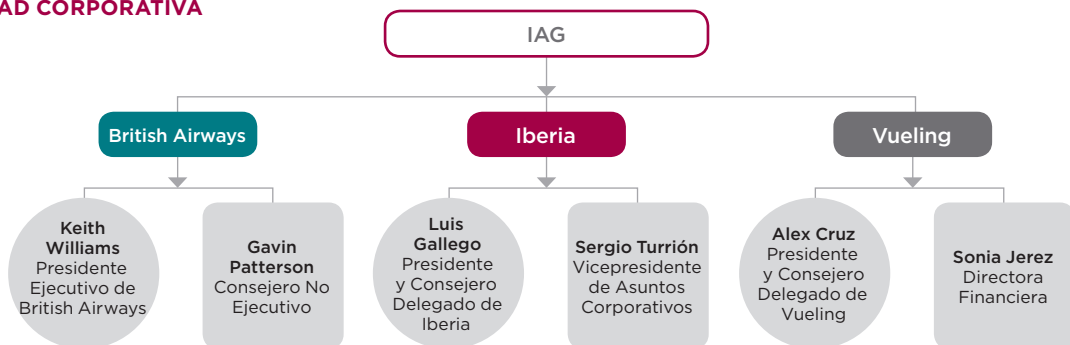 AD CORPORATIVA
IAG
British Airways
Iberia
Vueling
Keith
Williams
Presidente
Ejecutivo de
British Airways
Gavin
Patterson
Consejero No
Ejecutivo
Luis
Gallego
Presidente
y Consejero
Delegado de
Iberia
Sergio Turrión
Vicepresidente
de Asuntos
Corporativos
Alex Cruz
Presidente
y Consejero
Delegado de
Vueling
Sonia Jerez
Directora
Financiera